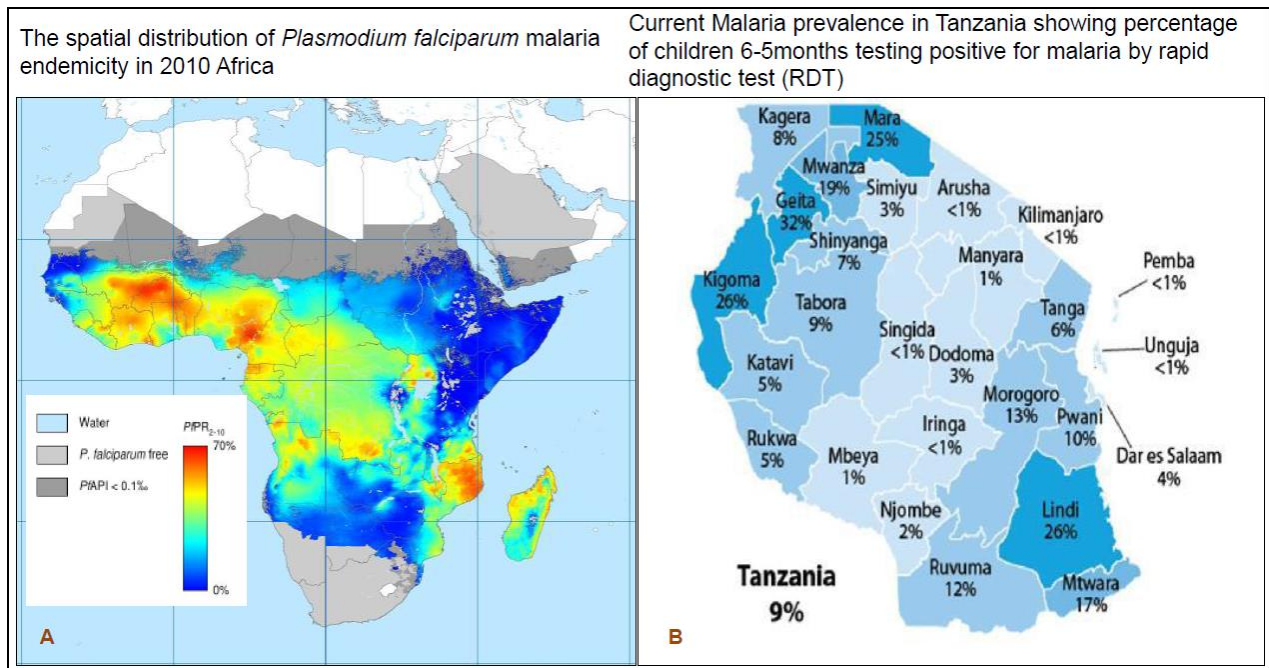 The spatial distribution of Plasmodium falciparum malaria
endemicity in 2010 Africa
Current Malaria prevalence in Tanzania showing percentage
of children 6-5months testing positive for malaria by rapid
diagnostic test (RDT)
Water
P. falciparum free
PfAPI < 0.1‰
PfPR2-10
70%
0%
A
Kagera
8%
Mara
25%
Mwanza
19%
Simiyu
3%
Arusha
<1%
Kilimanjaro
<1%
Geita
32%
Shinyanga
7%
Manyara
1%
Pemba
<1%
Kigoma
26%
Tabora
9%
Tanga
6%
Singida
<1%
Dodoma
3%
Unguja
<1%
Katavi
5%
Morogoro
13%
Pwani
10%
Iringa
<1%
Rukwa
5%
Mbeya
1%
Dar es Salaam
4%
Njombe
2%
Lindi
26%
Ruvuma
12%
Mtwara
17%
Tanzania
9%
B